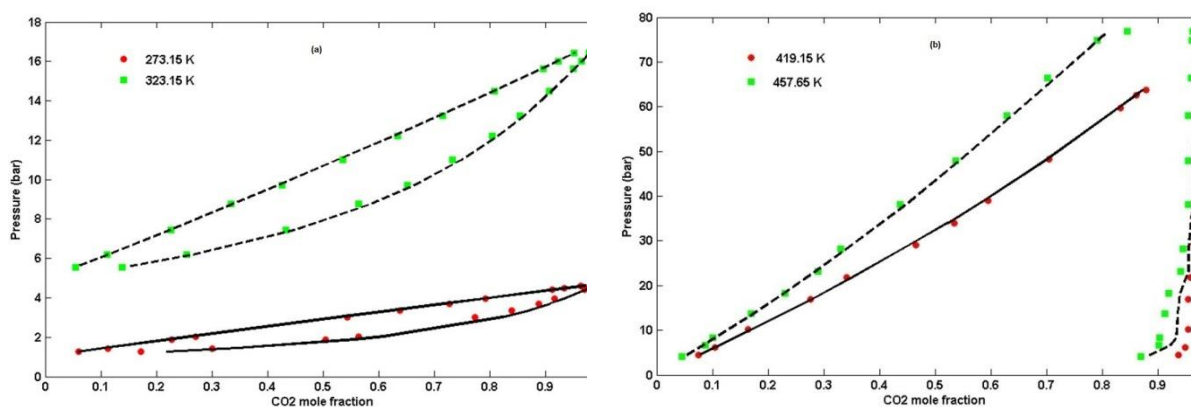 18
16
14
12
10
8
6
4
2
0
Pressure (bar)
(a)
273.15 K
323.15 K
0 0.1 0.2 0.3 0.4 0.5 0.6 0.7 0.8 0.9
CO2 mole fraction
80
70
60
50
40
30
20
10
0
Pressure (bar)
(b)
419.15 K
457.65 K
0 0.1 0.2 0.3 0.4 0.5 0.6 0.7 0.8 0.9
CO2 mole fraction